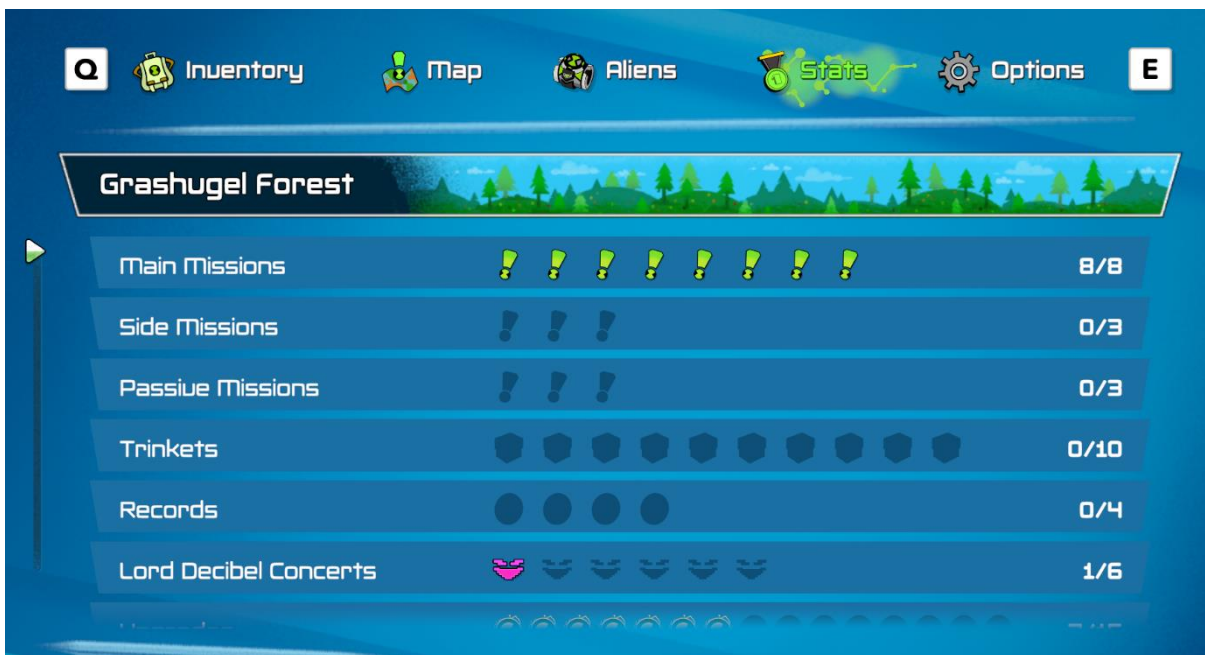 Q Inventory Map Aliens Stats Options E
Grashugel Forest
Main Missions 8/8
Side Missions 0/3
Passive Missions 0/3
Trinkets 0/10
Records 0/4
Lord Decibel Concerts 1/6